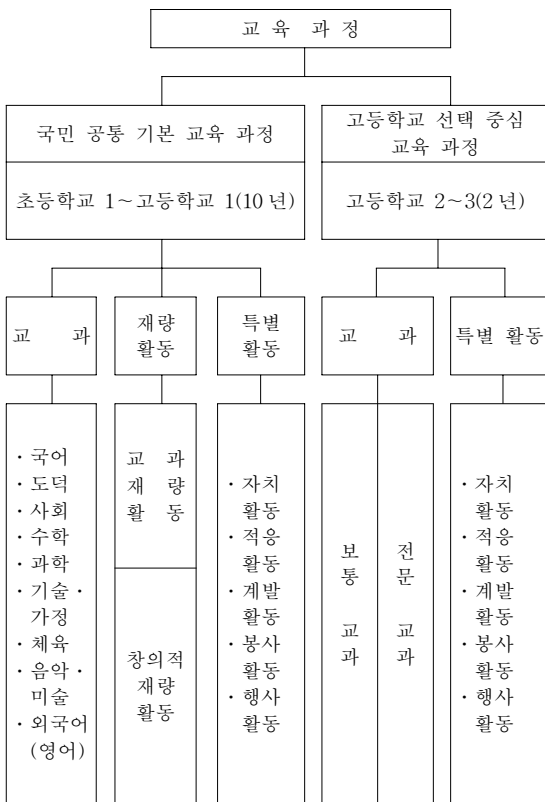 교 육 과 정
국민 공통 기본 교육 과정
초등학교 1～고등학교 1(10 년)
고등학교 선택 중심
교육 과정
고등학교 2～3(2 년)
교 과
재량
활동
특별
활동
교 과
특별 활동
· 국어
· 도덕
· 사회
· 수학
· 과학
· 기술 ·
가정
· 체육
· 음악 ·
미술
· 외국어
(영어)
교 과
재 량
활 동
창의적
재량
활동
· 자치
활동
· 적응
활동
· 계발
활동
· 봉사
활동
· 행사
활동
보
통
교
과
전
문
교
과
· 자치
활동
· 적응
활동
· 계발
활동
· 봉사
활동
· 행사
활동